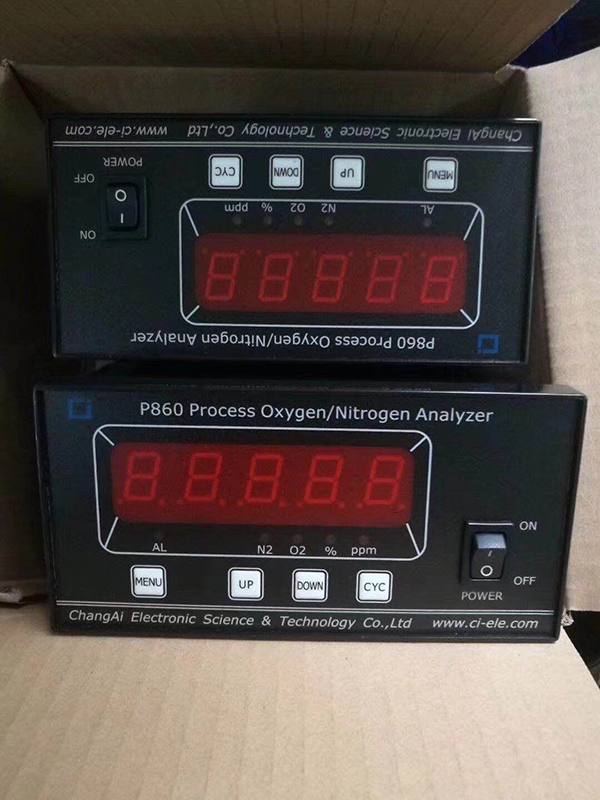 ChangAi Electronic Science & Technology Co.,Ltd www.ci-ele.com
MENU UP DOWN CYC
POWER
OFF
ON
AL N2 O2 % ppm
88888
P860 Process Oxygen/Nitrogen Analyzer
P860 Process Oxygen/Nitrogen Analyzer
88888
AL N2 O2 % ppm
MENU UP DOWN CYC
ON
OFF
POWER
ChangAi Electronic Science & Technology Co.,Ltd www.ci-ele.com